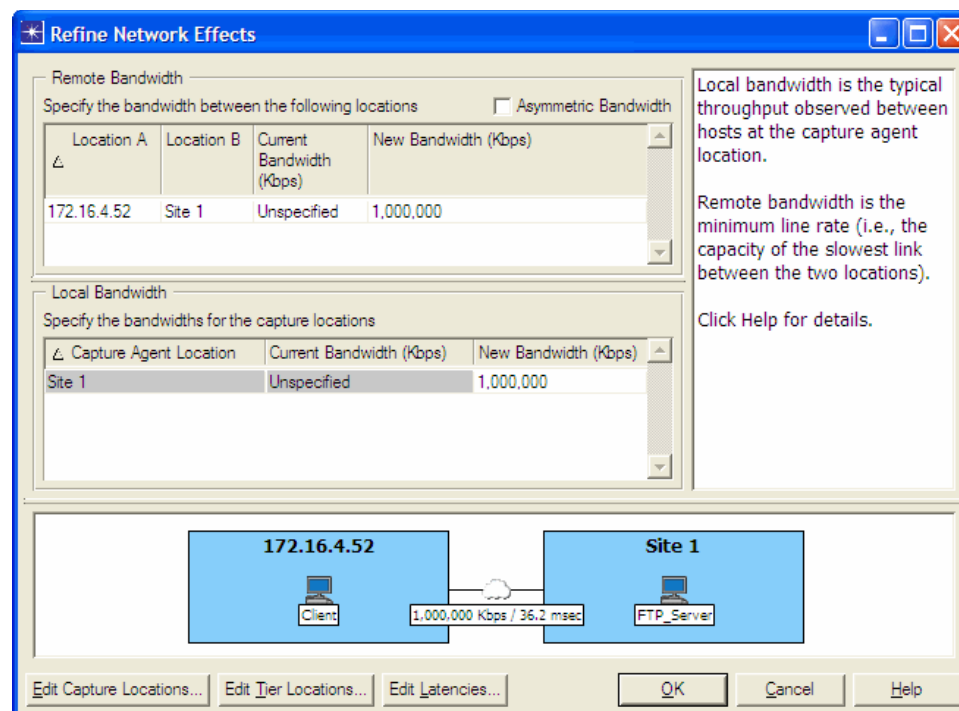 Refine Network Effects
Remote Bandwidth
Specify the bandwidth between the following locations
Asymmetric Bandwidth
Location A Location B Current Bandwidth (Kbps) New Bandwidth (Kbps)
172.16.4.52 Site 1 Unspecified 1,000,000
Local Bandwidth
Specify the bandwidths for the capture locations
Capture Agent Location Current Bandwidth (Kbps) New Bandwidth (Kbps)
Site 1 Unspecified 1,000,000
Local bandwidth is the typical
throughput observed between
hosts at the capture agent
location.
Remote bandwidth is the
minimum line rate (i.e., the
capacity of the slowest link
between the two locations).
Click Help for details.
172.16.4.52
Client
1,000,000 Kbps / 36.2 msec
Site 1
FTP_Server
Edit Capture Locations... Edit Tier Locations... Edit Latencies... OK Cancel Help